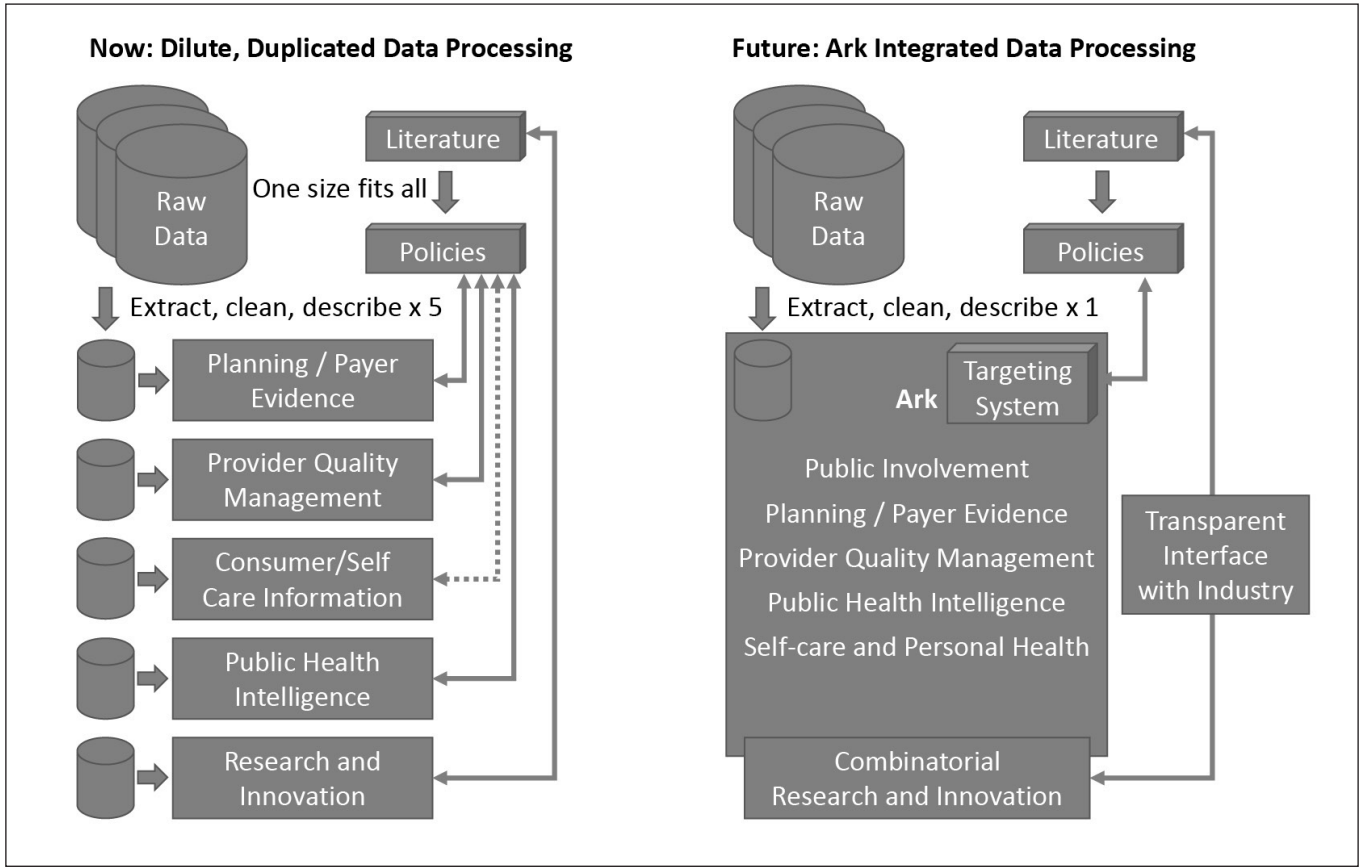 Now: Dilute, Duplicated Data Processing
Literature
One size fits all
Raw
Data
Policies
Extract, clean, describe x 5
Planning / Payer
Evidence
Provider Quality
Management
Consumer/Self
Care Information
Public Health
Intelligence
Research and
Innovation
Future: Ark Integrated Data Processing
Literature
Raw
Data
Policies
Extract, clean, describe x 1
Ark
Targeting
System
Public Involvement
Planning / Payer Evidence
Provider Quality Management
Public Health Intelligence
Self-care and Personal Health
Transparent
Interface
with Industry
Combinatorial
Research and Innovation